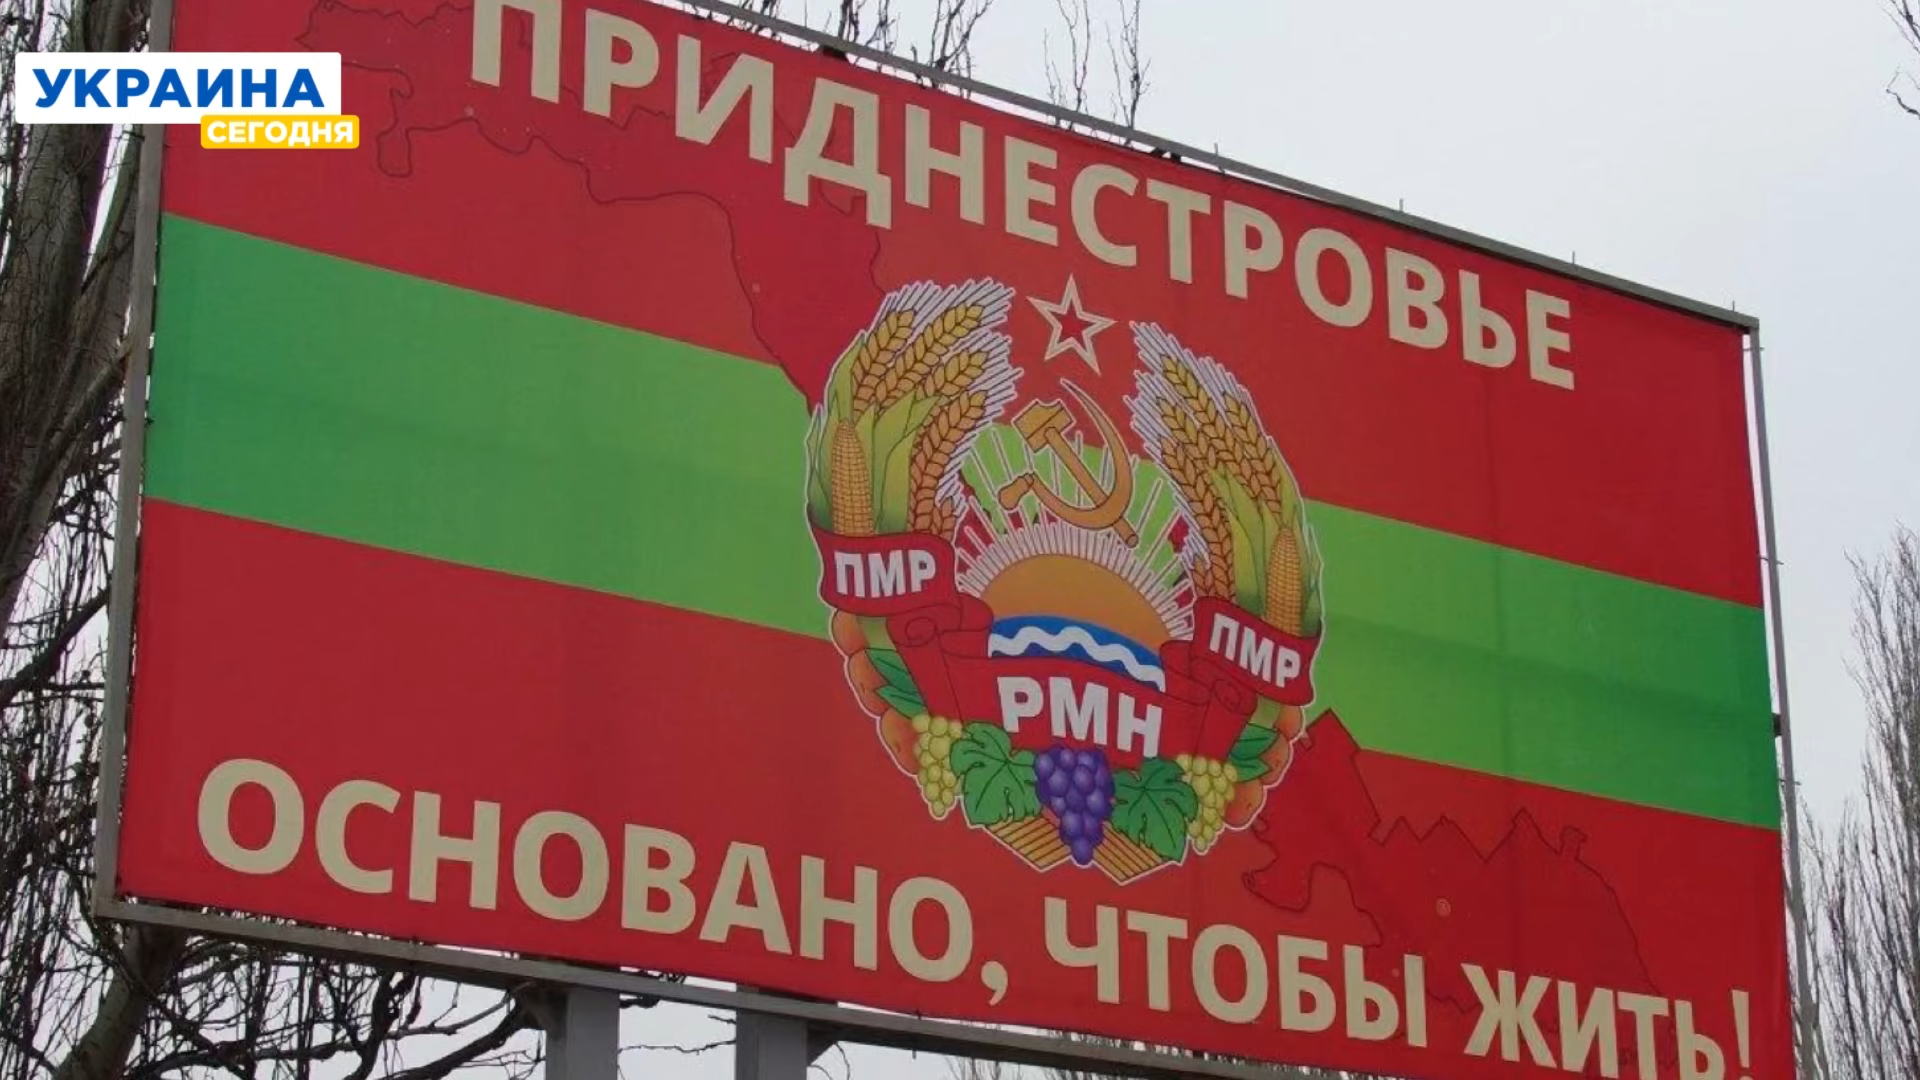 УКРАИНА
СЕГОДНЯ
ПРИДНЕСТРОВЬЕ
ПМР
ПМР
РМН
ОСНОВАНО, ЧТОБЫ ЖИТЬ!